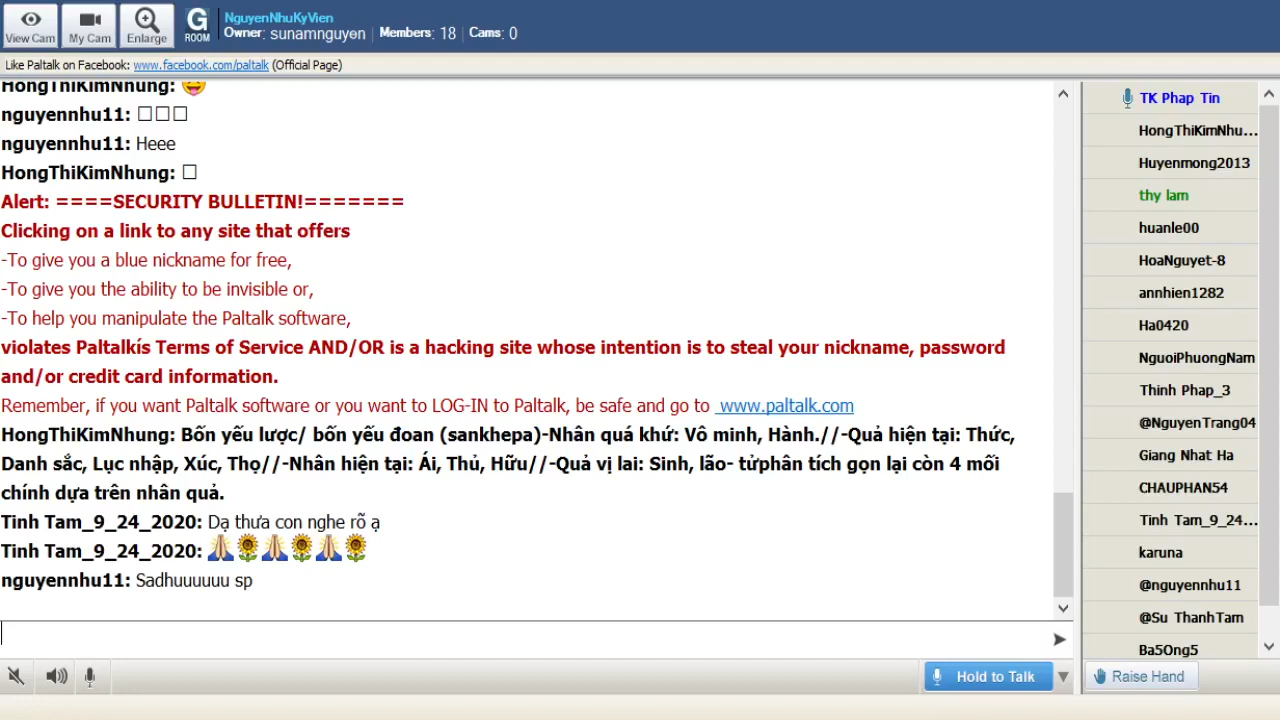 View Cam
My Cam
Enlarge
G
ROOM
NguyenNhuKyVien
Owner: sunamnguyen | Members: 18 | Cams: 0
Like Paltalk on Facebook: www.facebook.com/paltalk (Official Page)
HongThiKimNhung: 😜
nguyennhu11: □□□
nguyennhu11: Heee
HongThiKimNhung: □
Alert: ====SECURITY BULLETIN!=======
Clicking on a link to any site that offers
-To give you a blue nickname for free,
-To give you the ability to be invisible or,
-To help you manipulate the Paltalk software,
violates Paltalkís Terms of Service AND/OR is a hacking site whose intention is to steal your nickname, password
and/or credit card information.
Remember, if you want Paltalk software or you want to LOG-IN to Paltalk, be safe and go to www.paltalk.com
HongThiKimNhung: Bốn yếu lược/ bốn yếu đoan (sankhepa)-Nhân quá khứ: Vô minh, Hành.//-Quả hiện tại: Thức,
Danh sắc, Lục nhập, Xúc, Thọ//-Nhân hiện tại: Ái, Thủ, Hữu//-Quả vị lai: Sinh, lão- tửphân tích gọn lại còn 4 mối
chính dựa trên nhân quả.
Tinh Tam_9_24_2020: Dạ thưa con nghe rõ ạ
Tinh Tam_9_24_2020: 🙏🌻🙏🌻🙏🌻
nguyennhu11: Sadhuuuuuu sp
Hold to Talk
TK Phap Tin
HongThiKimNhu...
Huyenmong2013
thy lam
huanle00
HoaNguyet-8
annhien1282
Ha0420
NguoiPhuongNam
Thinh Phap_3
@NguyenTrang04
Giang Nhat Ha
CHAUPHAN54
Tinh Tam_9_24...
karuna
@nguyennhu11
@Su ThanhTam
Ba5Ong5
Raise Hand